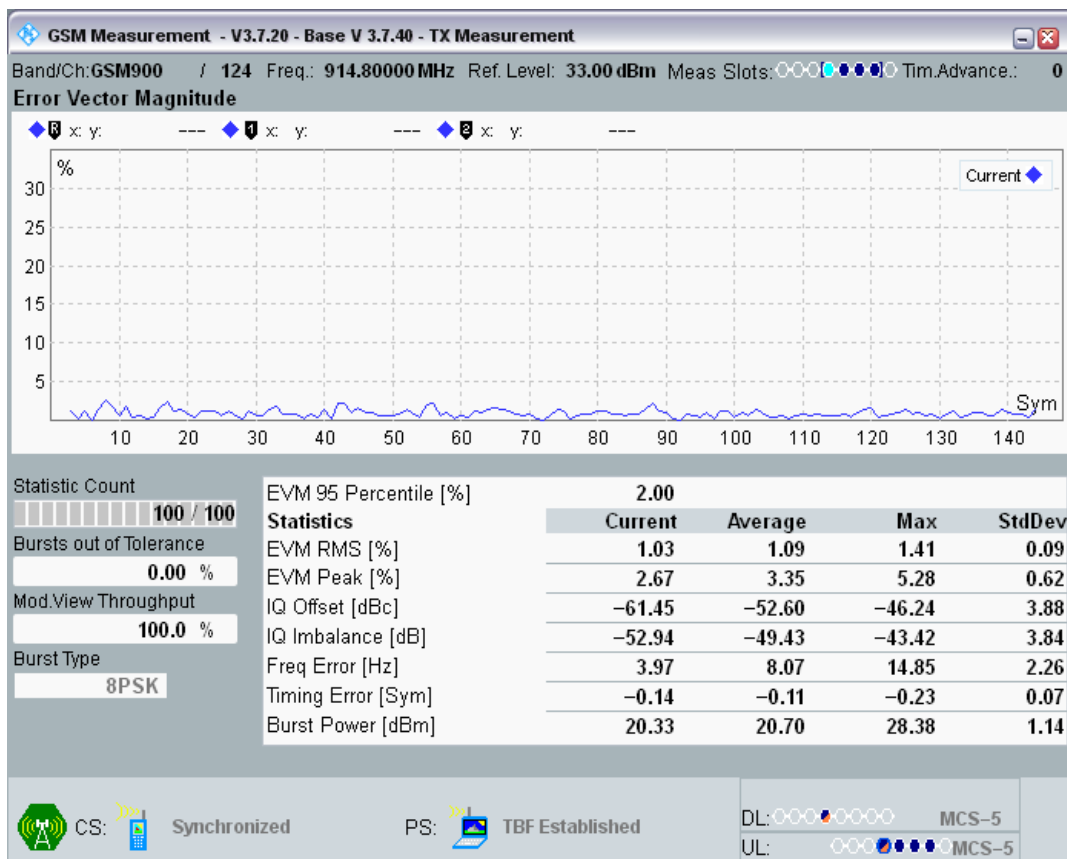 GSM Measurement - V3.7.20 - Base V 3.7.40 - TX Measurement
Band/Ch:GSM900 / 124 Freq.: 914.80000 MHz Ref. Level: 33.00 dBm Meas Slots: Tim.Advance.: 0
Error Vector Magnitude
R x: y: --- 1 x: y: --- 2 x: y: ---
%
Current
30
25
20
15
10
5
Sym
10 20 30 40 50 60 70 80 90 100 110 120 130 140
Statistic Count
100 / 100
Bursts out of Tolerance
0.00 %
Mod.View Throughput
100.0 %
Burst Type
8PSK
EVM 95 Percentile [%] 2.00
Statistics Current Average Max StdDev
EVM RMS [%] 1.03 1.09 1.41 0.09
EVM Peak [%] 2.67 3.35 5.28 0.62
IQ Offset [dBc] −61.45 −52.60 −46.24 3.88
IQ Imbalance [dB] −52.94 −49.43 −43.42 3.84
Freq Error [Hz] 3.97 8.07 14.85 2.26
Timing Error [Sym] −0.14 −0.11 −0.23 0.07
Burst Power [dBm] 20.33 20.70 28.38 1.14
CS: Synchronized PS: TBF Established
DL: MCS−5
UL: MCS−5